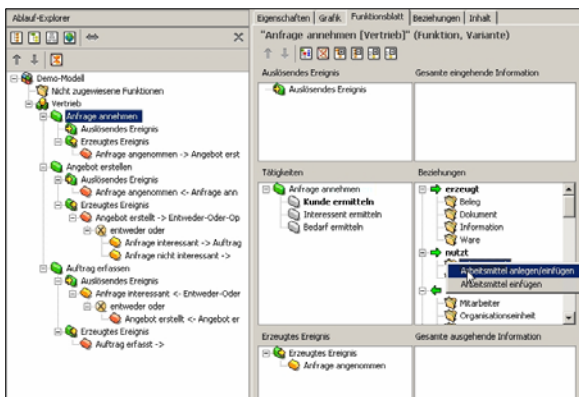 Ablauf-Explorer
Demo-Modell
Nicht zugewiesene Funktionen
Vertrieb
Anfrage annehmen
Auslösendes Ereignis
Erzeugtes Ereignis
Anfrage angenommen -> Angebot erst
Angebot erstellen
Auslösendes Ereignis
Anfrage angenommen <- Anfrage ann
Erzeugtes Ereignis
Angebot erstellt -> Entweder-Oder-Op
entweder oder
Anfrage interessant -> Auftrag
Anfrage nicht interessant ->
Auftrag erfassen
Auslösendes Ereignis
Anfrage interessant <- Entweder-Oder
entweder oder
Angebot erstellt <- Angebot er
Erzeugtes Ereignis
Auftrag erfasst ->
Eigenschaften Grafik Funktionsblatt Beziehungen Inhalt
"Anfrage annehmen [Vertrieb]" (Funktion, Variante)
Auslösendes Ereignis
Auslösendes Ereignis
Gesamte eingehende Information
Tätigkeiten
Anfrage annehmen
Kunde ermitteln
Interessent ermitteln
Bedarf ermitteln
Beziehungen
erzeugt
Beleg
Dokument
Information
Ware
nutzt
Arbeitsmittel anlegen/einfügen
Arbeitsmittel einfügen
Mitarbeiter
Organisationseinheit
Erzeugtes Ereignis
Erzeugtes Ereignis
Anfrage angenommen
Gesamte ausgehende Information